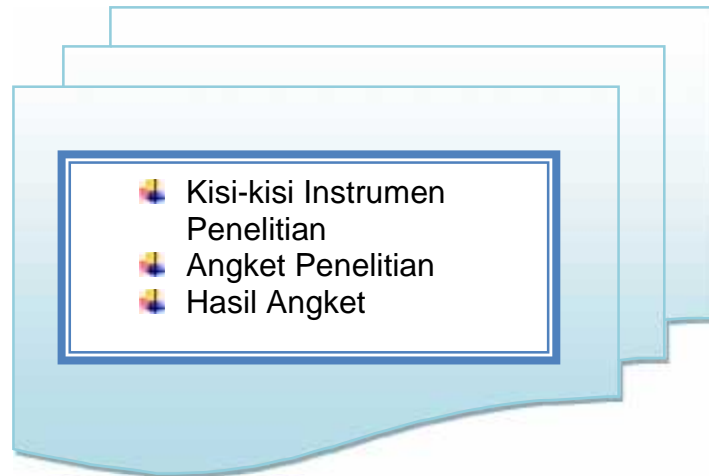 Kisi-kisi Instrumen
Penelitian
Angket Penelitian
Hasil Angket